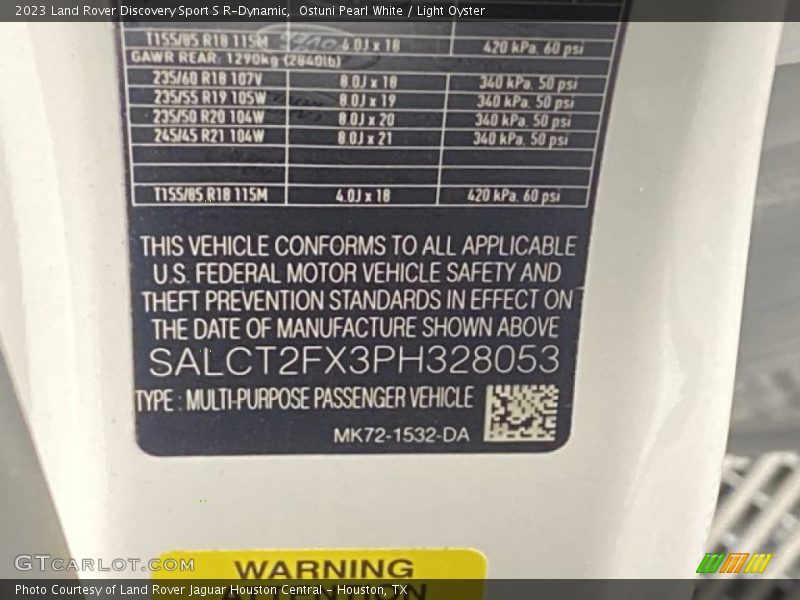 2023 Land Rover Discovery Sport S R-Dynamic,  Ostuni Pearl White / Light Oyster
T155/85 R18 115M 4.0J x 18 420 kPa. 60 psi
GAWR REAR: 1290kg (2840lb)
235/60 R18 107V 8.0J x 18 340 kPa. 50 psi
235/55 R19 105W 8.0J x 19 340 kPa. 50 psi
235/50 R20 104W 8.0J x 20 340 kPa. 50 psi
245/45 R21 104W 8.0J x 21 340 kPa. 50 psi
T155/85 R18 115M 4.0J x 18 420 kPa. 60 psi
THIS VEHICLE CONFORMS TO ALL APPLICABLE
U.S. FEDERAL MOTOR VEHICLE SAFETY AND
THEFT PREVENTION STANDARDS IN EFFECT ON
THE DATE OF MANUFACTURE SHOWN ABOVE
SALCT2FX3PH328053
TYPE : MULTI-PURPOSE PASSENGER VEHICLE
MK72-1532-DA
WARNING
GTCARLOT.COM
Photo Courtesy of Land Rover Jaguar Houston Central - Houston, TX